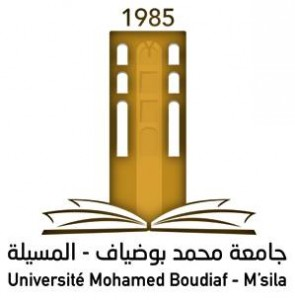 1985
جامعة محمد بوضياف - المسيلة
Université Mohamed Boudiaf - M'sila